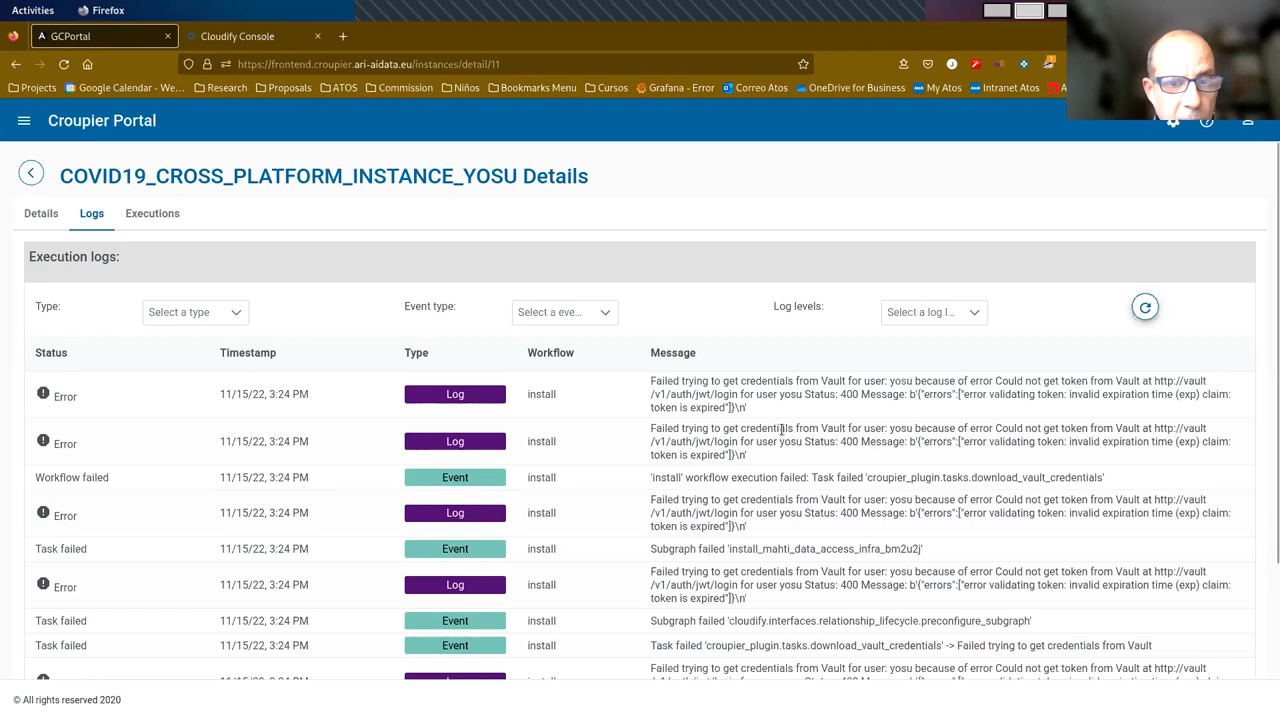 Activities
Firefox
GCPortal
Cloudify Console
https://frontend.croupier.ari-aidata.eu/instances/detail/11
Projects
Google Calendar - We...
Research
Proposals
ATOS
Commission
Niños
Bookmarks Menu
Cursos
Grafana - Error
Correo Atos
OneDrive for Business
My Atos
Intranet Atos
Croupier Portal
COVID19_CROSS_PLATFORM_INSTANCE_YOSU Details
Details
Logs
Executions
Execution logs:
Type:
Select a type
Event type:
Select a eve...
Log levels:
Select a log l...
Status
Timestamp
Type
Workflow
Message
Error
11/15/22, 3:24 PM
Log
install
Failed trying to get credentials from Vault for user: yosu because of error Could not get token from Vault at http://vault
/v1/auth/jwt/login for user yosu Status: 400 Message: b'{"errors":["error validating token: invalid expiration time (exp) claim:
token is expired"]}\n'
Error
11/15/22, 3:24 PM
Log
install
Failed trying to get credentials from Vault for user: yosu because of error Could not get token from Vault at http://vault
/v1/auth/jwt/login for user yosu Status: 400 Message: b'{"errors":["error validating token: invalid expiration time (exp) claim:
token is expired"]}\n'
Workflow failed
11/15/22, 3:24 PM
Event
install
'install' workflow execution failed: Task failed 'croupier_plugin.tasks.download_vault_credentials'
Error
11/15/22, 3:24 PM
Log
install
Failed trying to get credentials from Vault for user: yosu because of error Could not get token from Vault at http://vault
/v1/auth/jwt/login for user yosu Status: 400 Message: b'{"errors":["error validating token: invalid expiration time (exp) claim:
token is expired"]}\n'
Task failed
11/15/22, 3:24 PM
Event
install
Subgraph failed 'install_mahti_data_access_infra_bm2u2j'
Error
11/15/22, 3:24 PM
Log
install
Failed trying to get credentials from Vault for user: yosu because of error Could not get token from Vault at http://vault
/v1/auth/jwt/login for user yosu Status: 400 Message: b'{"errors":["error validating token: invalid expiration time (exp) claim:
token is expired"]}\n'
Task failed
11/15/22, 3:24 PM
Event
install
Subgraph failed 'cloudify.interfaces.relationship_lifecycle.preconfigure_subgraph'
Task failed
11/15/22, 3:24 PM
Event
install
Task failed 'croupier_plugin.tasks.download_vault_credentials' -> Failed trying to get credentials from Vault
Failed trying to get credentials from Vault for user: yosu because of error Could not get token from Vault at http://vault
© All rights reserved 2020